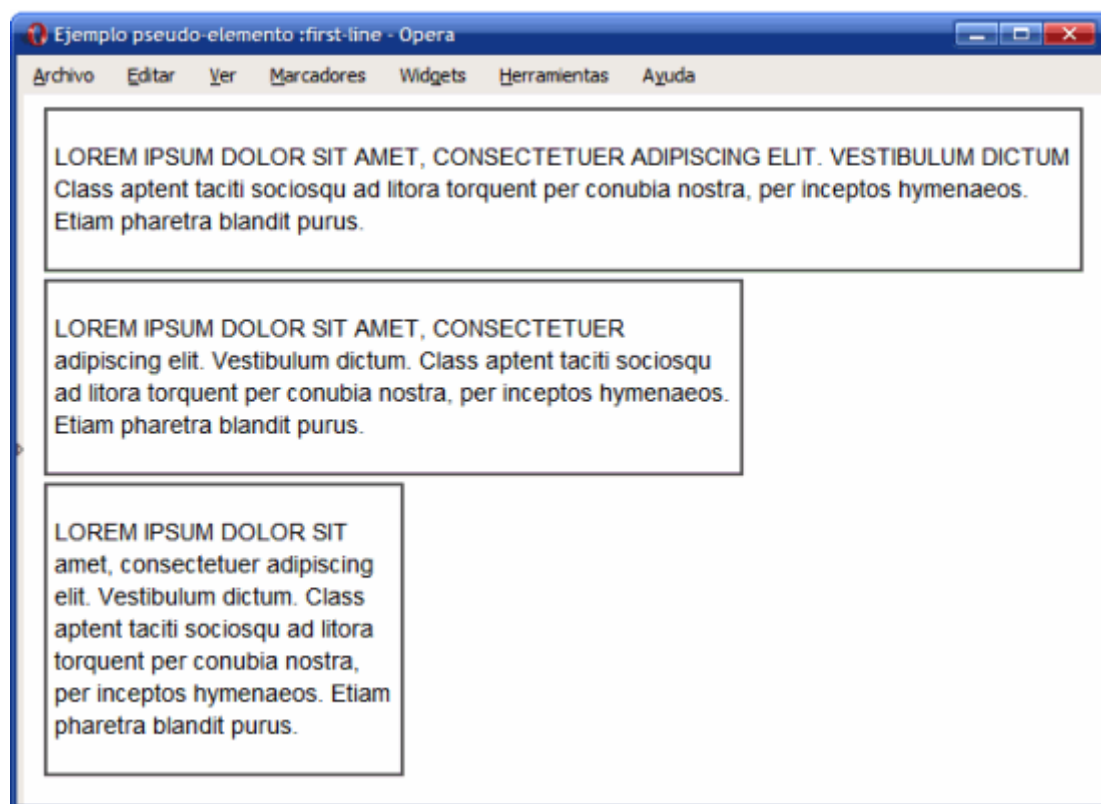 Ejemplo pseudo-elemento :first-line - Opera
Archivo Editar Ver Marcadores Widgets Herramientas Ayuda
LOREM IPSUM DOLOR SIT AMET, CONSECTETUER ADIPISCING ELIT. VESTIBULUM DICTUM
Class aptent taciti sociosqu ad litora torquent per conubia nostra, per inceptos hymenaeos.
Etiam pharetra blandit purus.
LOREM IPSUM DOLOR SIT AMET, CONSECTETUER
adipiscing elit. Vestibulum dictum. Class aptent taciti sociosqu
ad litora torquent per conubia nostra, per inceptos hymenaeos.
Etiam pharetra blandit purus.
LOREM IPSUM DOLOR SIT
amet, consectetuer adipiscing
elit. Vestibulum dictum. Class
aptent taciti sociosqu ad litora
torquent per conubia nostra,
per inceptos hymenaeos. Etiam
pharetra blandit purus.